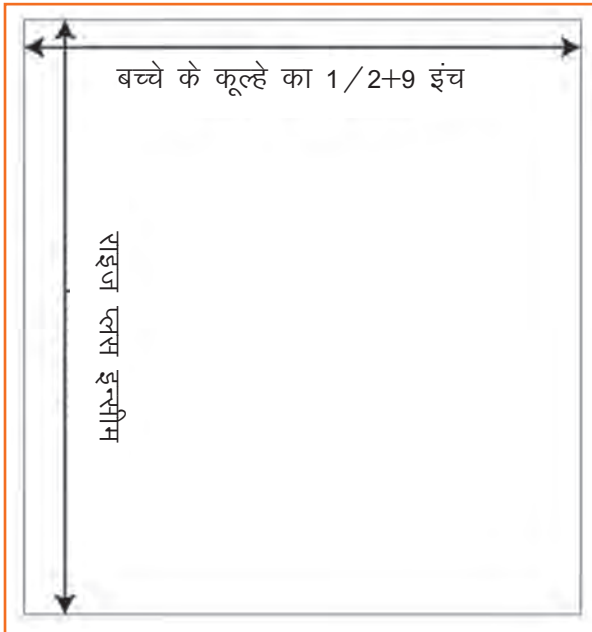 बच्चे के कूल्हे का 1/2+9 इंच
राइज प्लस इन्सीम